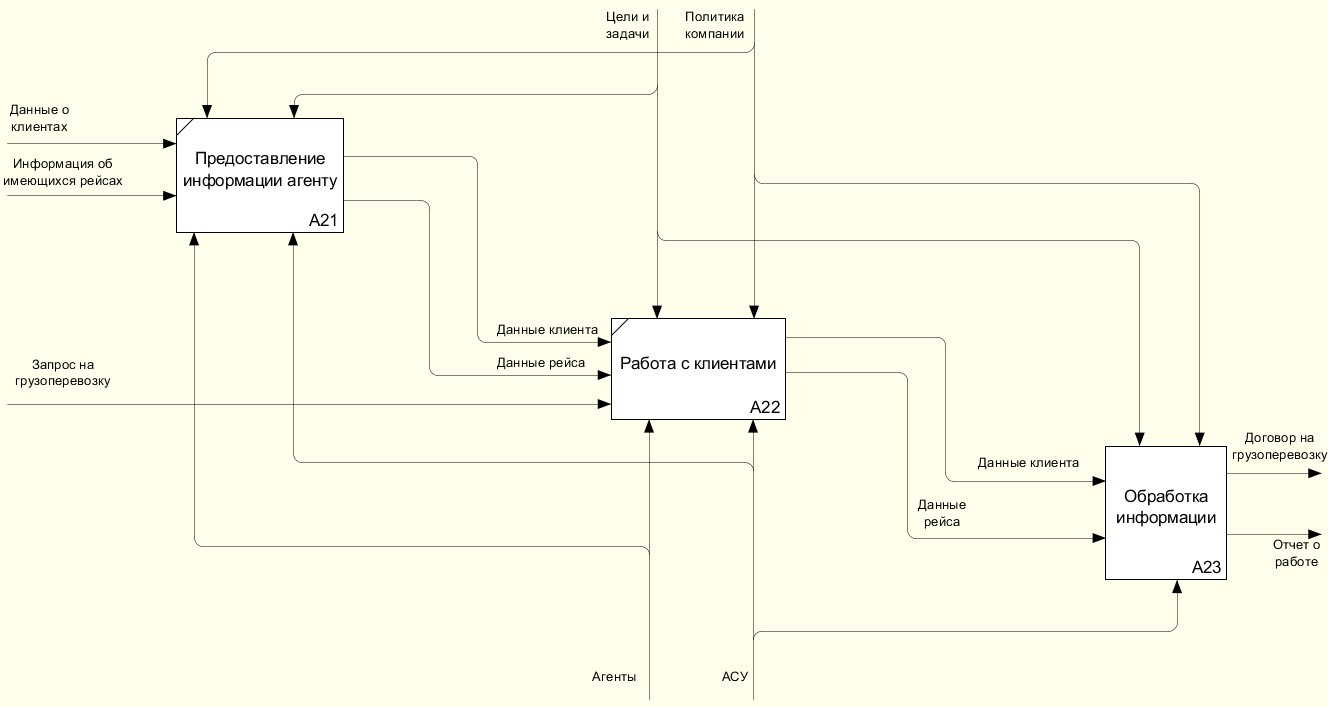 Цели и
задачи
Политика
компании
Данные о
клиентах
Информация об
имеющихся рейсах
Предоставление
информации агенту
A21
Данные клиента
Данные рейса
Запрос на
грузоперевозку
Работа с клиентами
A22
Данные клиента
Данные
рейса
Обработка
информации
A23
Договор на
грузоперевозку
Отчет о
работе
Агенты
АСУ